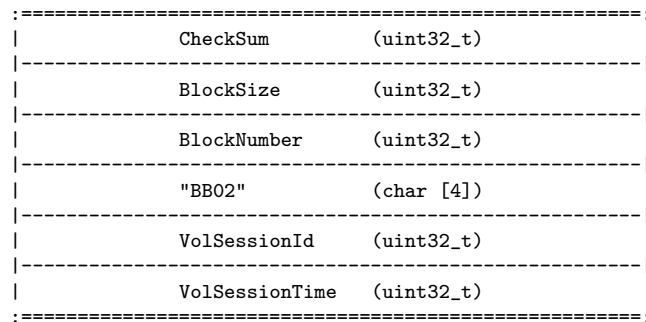 :=======================================================:
|              CheckSum        (uint32_t)
|-------------------------------------------------------|
|              BlockSize       (uint32_t)
|-------------------------------------------------------|
|              BlockNumber     (uint32_t)
|-------------------------------------------------------|
|              "BB02"          (char [4])
|-------------------------------------------------------|
|              VolSessionId    (uint32_t)
|-------------------------------------------------------|
|              VolSessionTime  (uint32_t)
:=======================================================: